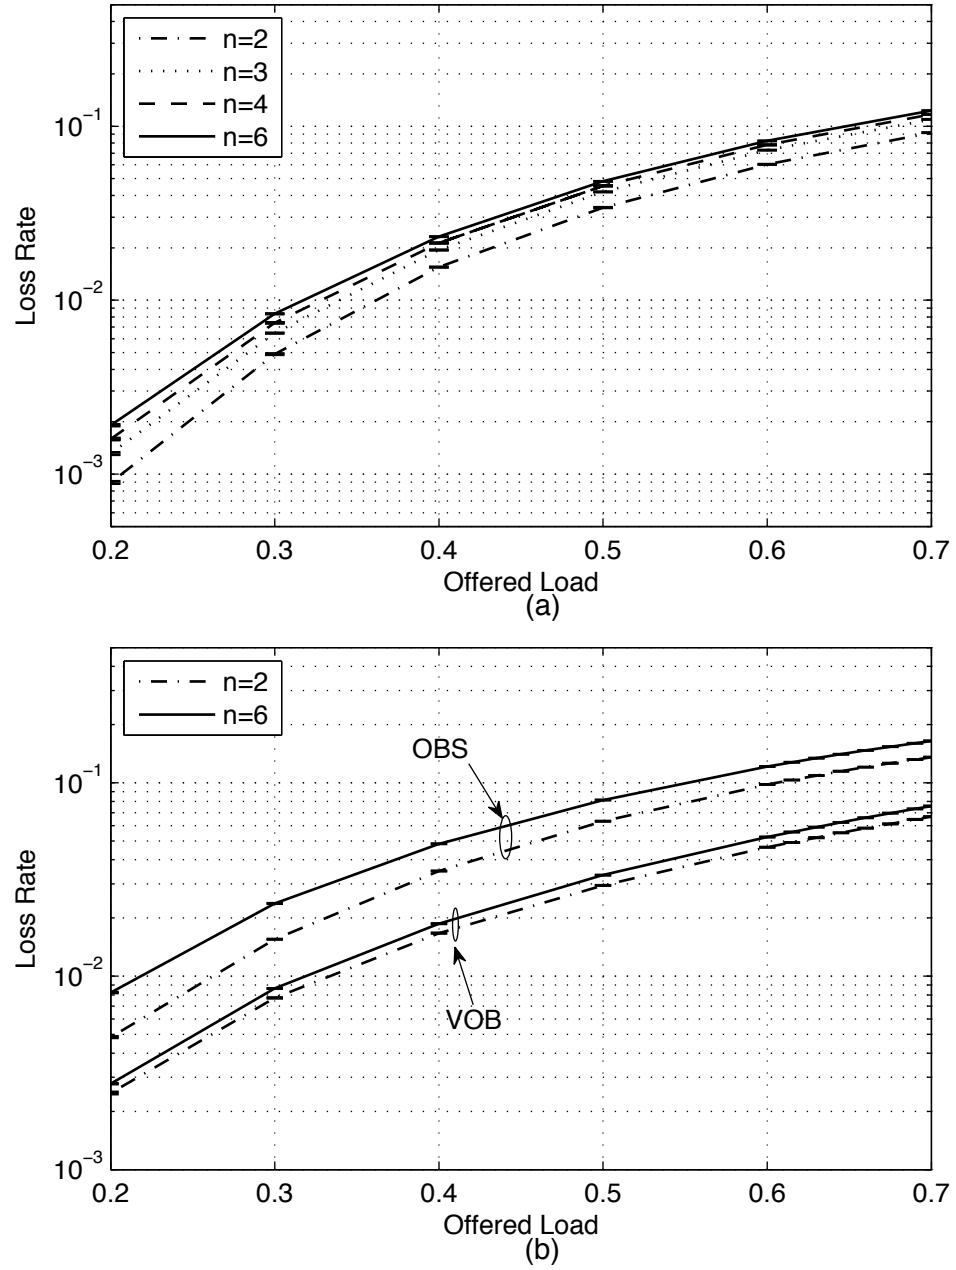 n=2
n=3
n=4
n=6
10⁻¹
10⁻²
10⁻³
Loss Rate
0.2 0.3 0.4 0.5 0.6 0.7
Offered Load
(a)
n=2
n=6
OBS
VOB
10⁻¹
10⁻²
10⁻³
Loss Rate
0.2 0.3 0.4 0.5 0.6 0.7
Offered Load
(b)